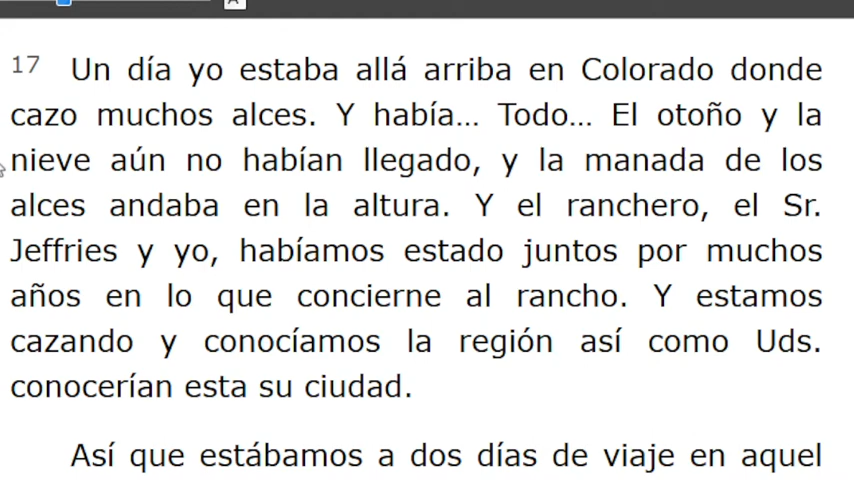 17 Un día yo estaba allá arriba en Colorado donde
cazo muchos alces. Y había... Todo... El otoño y la
nieve aún no habían llegado, y la manada de los
alces andaba en la altura. Y el ranchero, el Sr.
Jeffries y yo, habíamos estado juntos por muchos
años en lo que concierne al rancho. Y estamos
cazando y conocíamos la región así como Uds.
conocerían esta su ciudad.
Así que estábamos a dos días de viaje en aquel